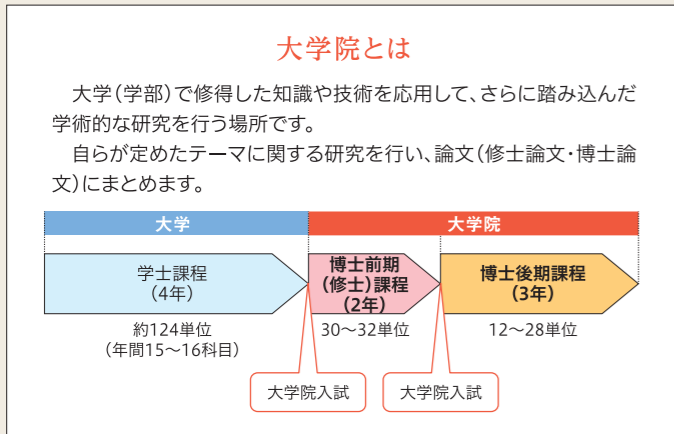 大学院とは
大学（学部）で修得した知識や技術を応用して、さらに踏み込んだ
学術的な研究を行う場所です。
自らが定めたテーマに関する研究を行い、論文（修士論文・博士論
文）にまとめます。
大学
大学院
学士課程
（4年）
博士前期
（修士）課程
（2年）
博士後期課程
（3年）
約124単位
（年間15〜16科目）
30〜32単位
12〜28単位
大学院入試
大学院入試